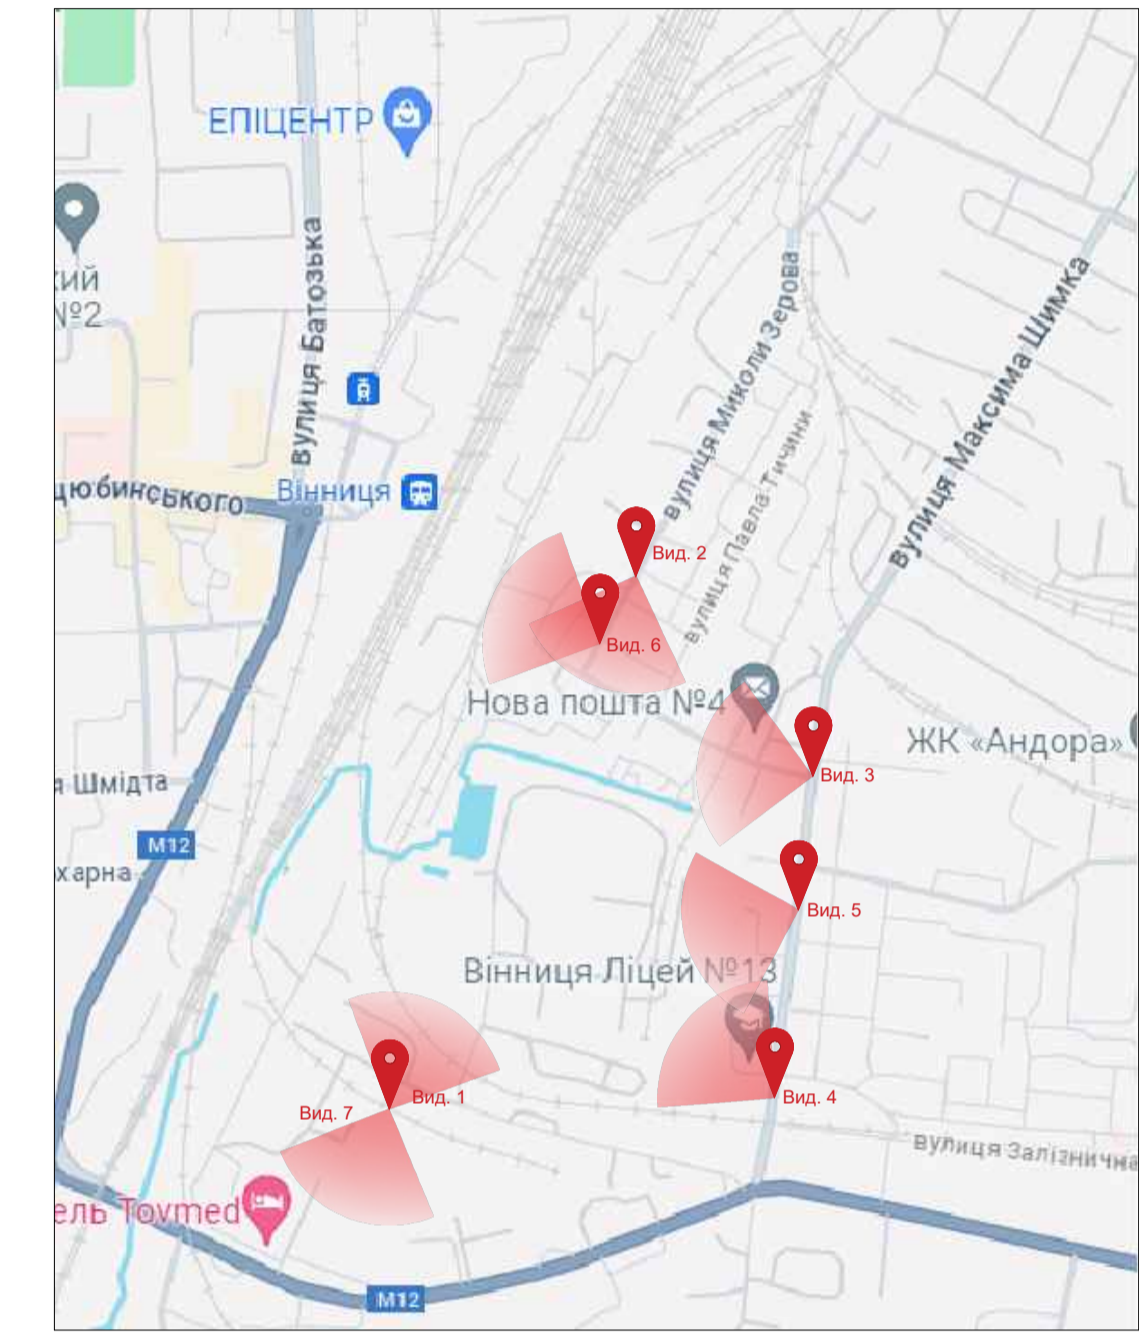 ЕПІЦЕНТР
вулиця Батозька
кий
№2
вулиця Миколи Зерова
вулиця Максима Шимка
вулиця Павла Тичини
цюбинського
Вінниця
Вид. 2
Вид. 6
Нова пошта №4
ЖК «Андора»
Вид. 3
я Шмідта
М12
харна
Вид. 5
Вінниця Ліцей №13
Вид. 1
Вид. 7
Вид. 4
вулиця Залізнична
ель Tovmed
М12